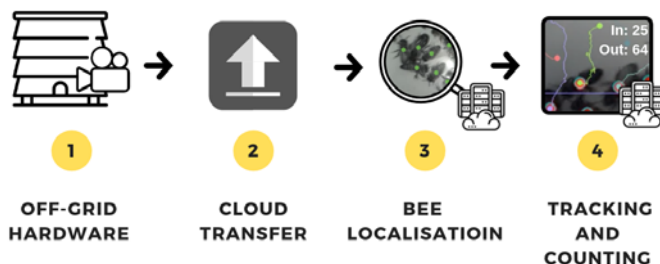 In: 25
Out: 64
1
2
3
4
OFF-GRID
HARDWARE
CLOUD
TRANSFER
BEE
LOCALISATIOIN
TRACKING
AND
COUNTING